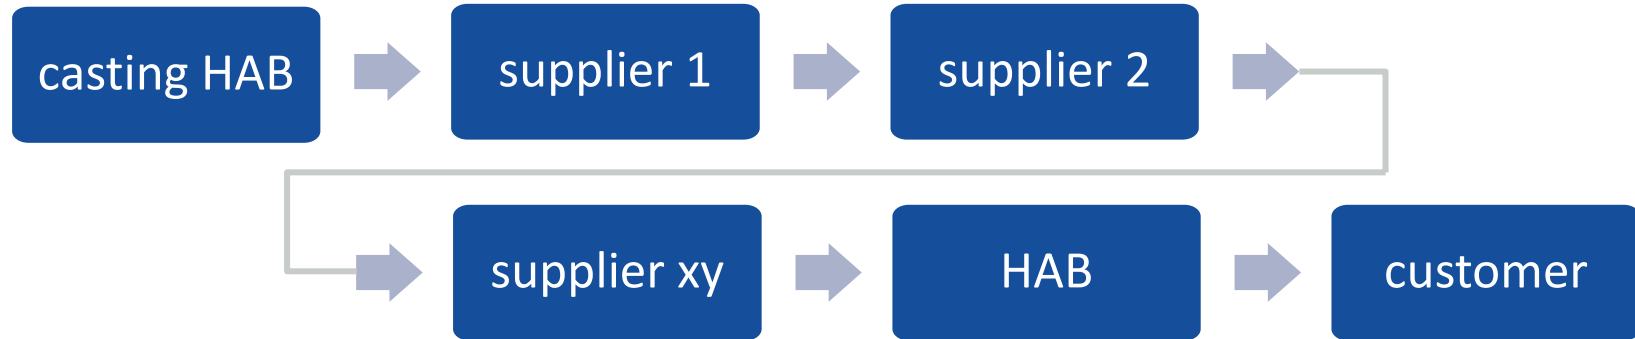 casting HAB
supplier 1
supplier 2
supplier xy
HAB
customer